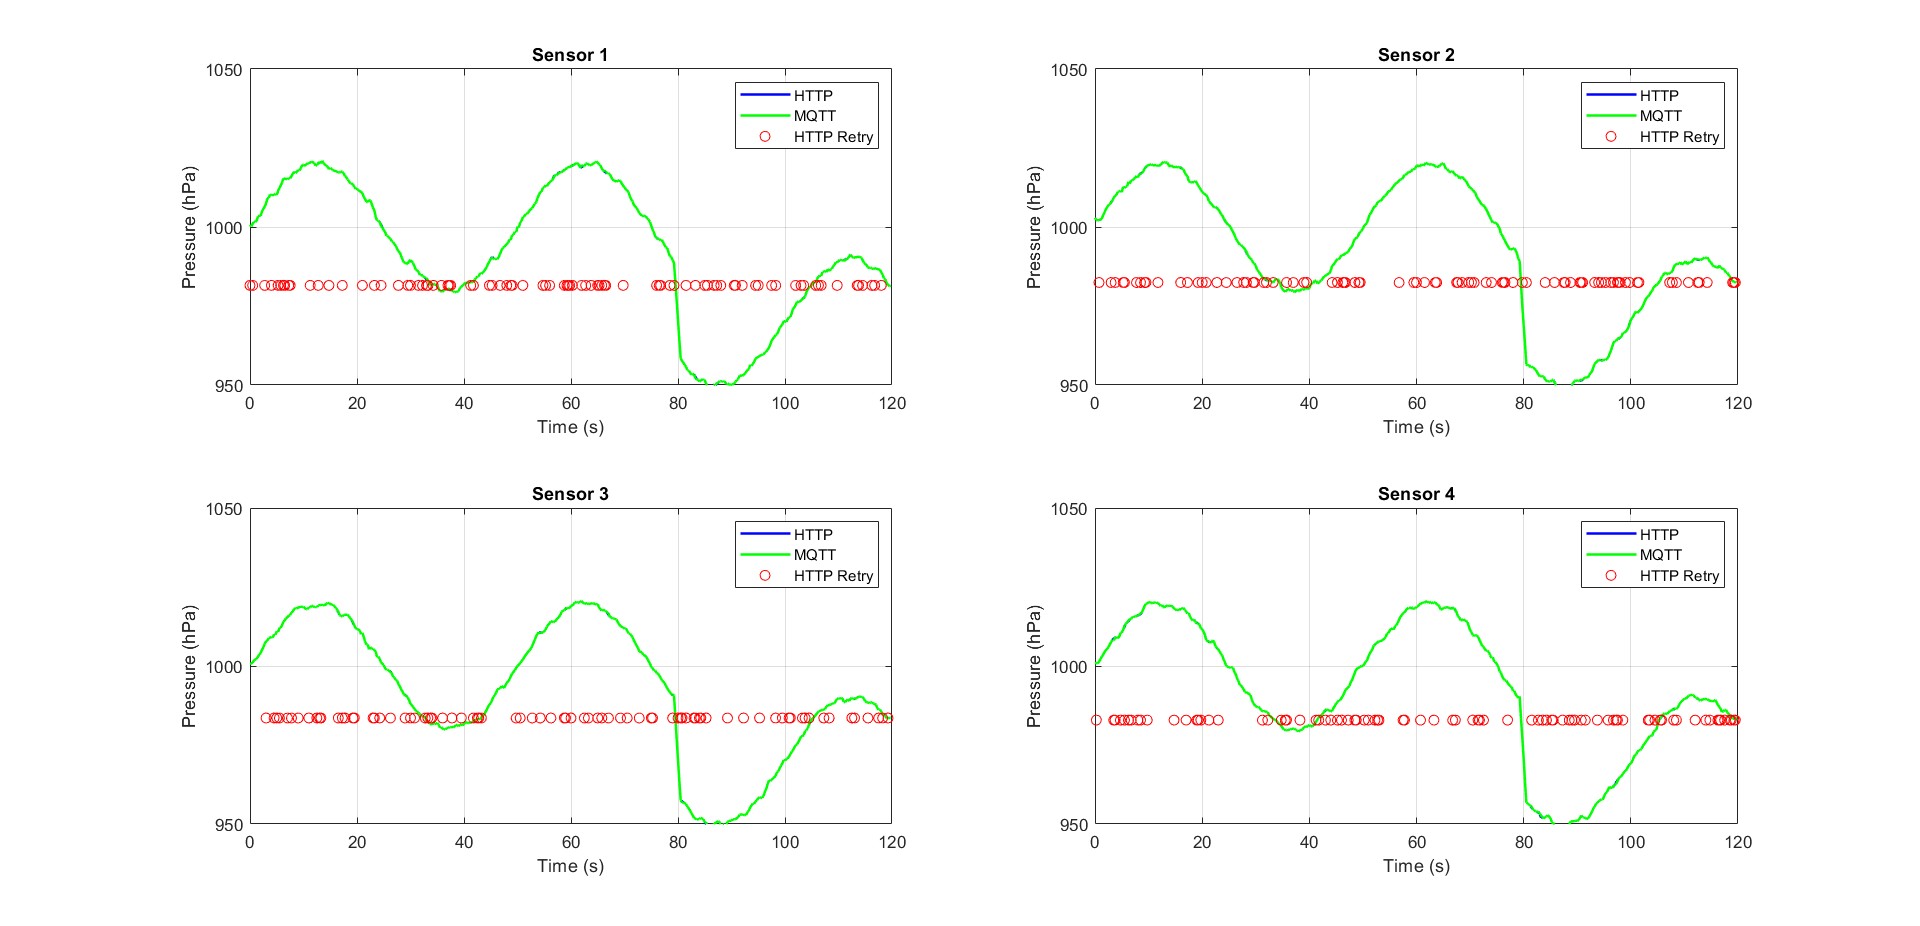 Sensor 1
1050
1000
950
Pressure (hPa)
HTTP
MQTT
HTTP Retry
0 20 40 60 80 100 120
Time (s)
Sensor 2
1050
1000
950
Pressure (hPa)
HTTP
MQTT
HTTP Retry
0 20 40 60 80 100 120
Time (s)
Sensor 3
1050
1000
950
Pressure (hPa)
HTTP
MQTT
HTTP Retry
0 20 40 60 80 100 120
Time (s)
Sensor 4
1050
1000
950
Pressure (hPa)
HTTP
MQTT
HTTP Retry
0 20 40 60 80 100 120
Time (s)